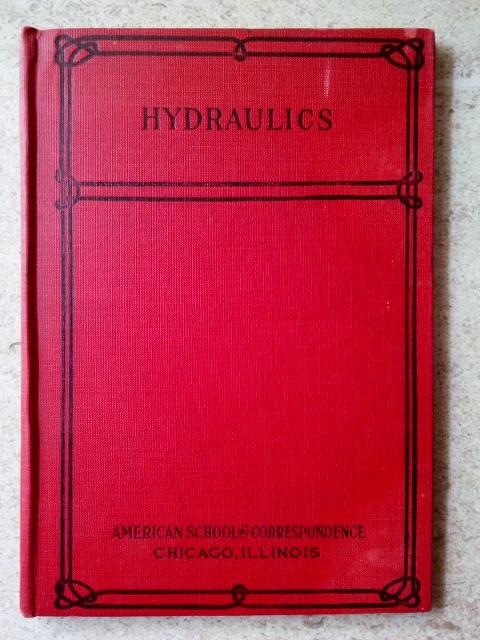 HYDRAULICS
AMERICAN SCHOOL OF CORRESPONDENCE
CHICAGO, ILLINOIS